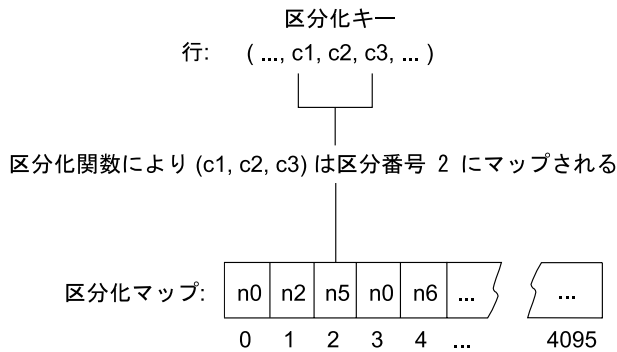 区分化キー
行: ( ..., c1, c2, c3, ... )
区分化関数により (c1, c2, c3) は区分番号 2 にマップされる
区分化マップ: n0 n2 n5 n0 n6 ... ...
0 1 2 3 4 ... 4095